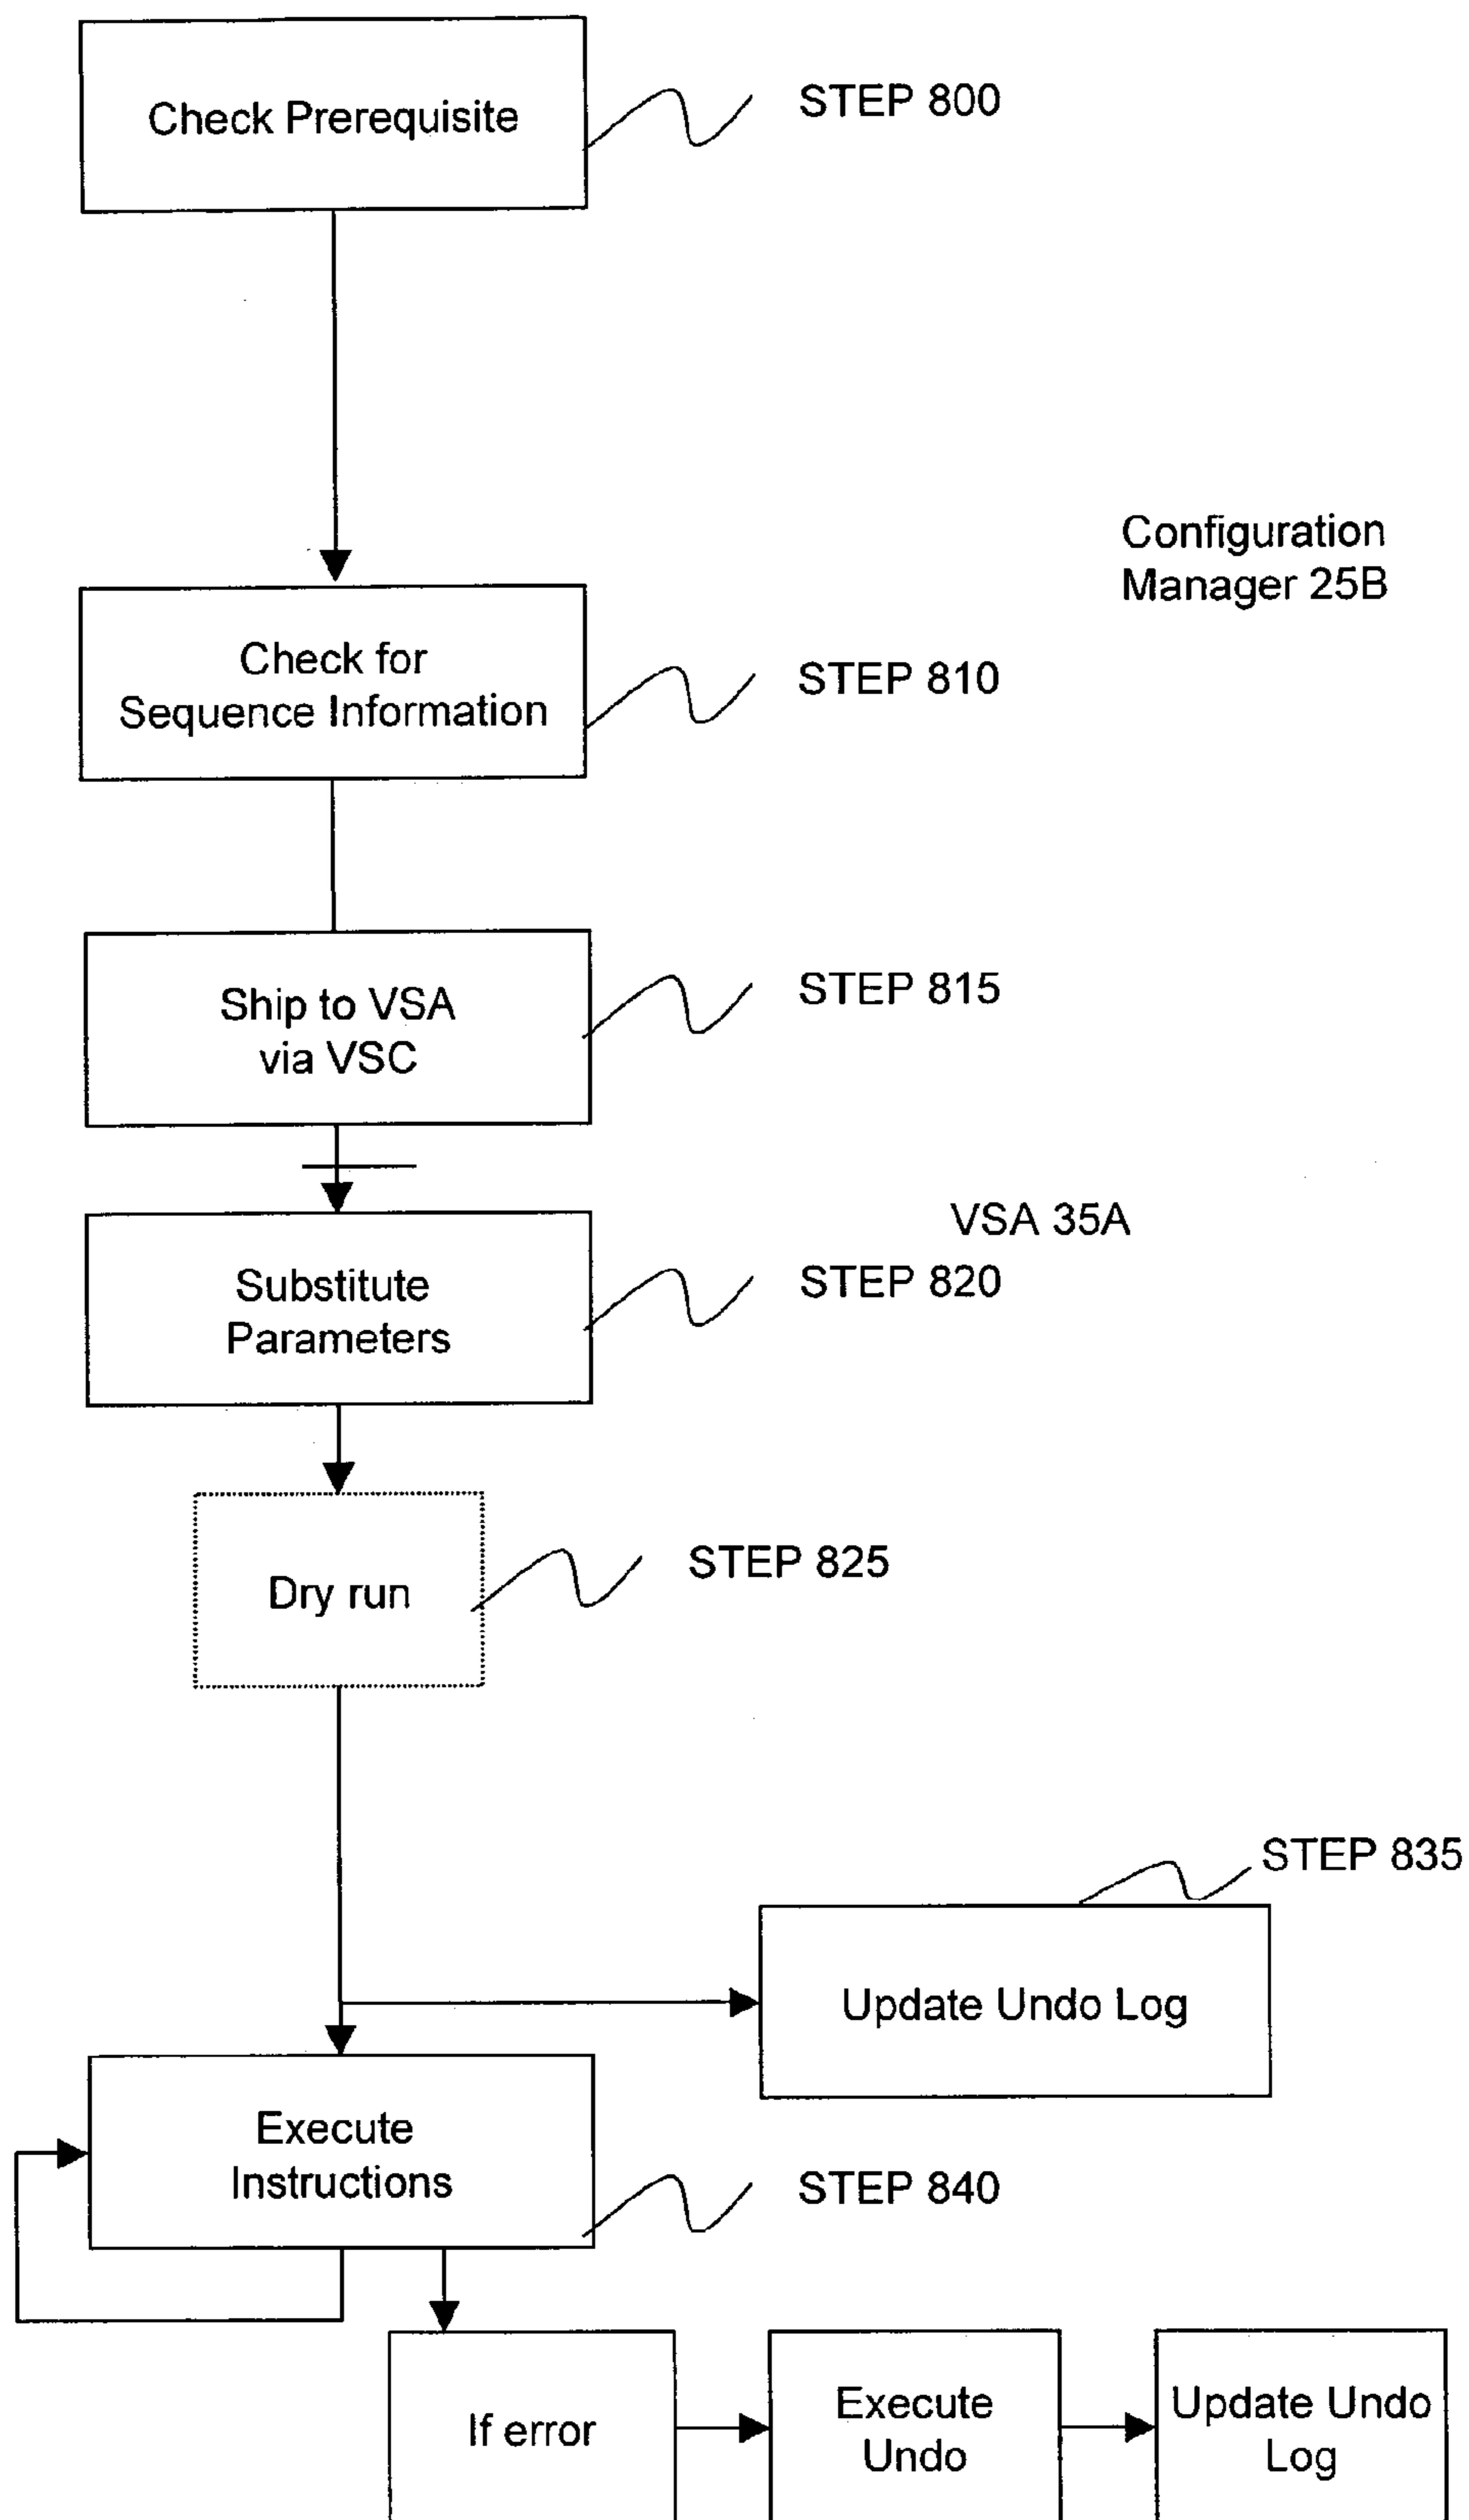 Check Prerequisite
STEP 800
Configuration
Manager 25B
Check for
Sequence Information
STEP 810
Ship to VSA
via VSC
STEP 815
VSA 35A
Substitute
Parameters
STEP 820
Dry run
STEP 825
STEP 835
Update Undo Log
Execute
Instructions
STEP 840
If error
Execute
Undo
Update Undo
Log